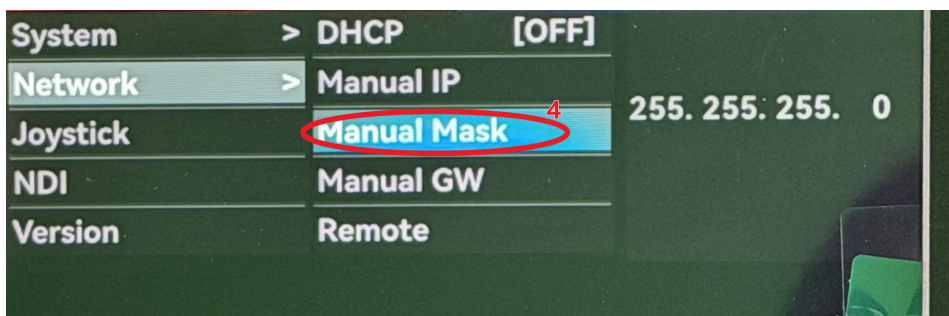 System > DHCP [OFF]
Network > Manual IP
4
Joystick Manual Mask 255. 255. 255. 0
NDI Manual GW
Version Remote